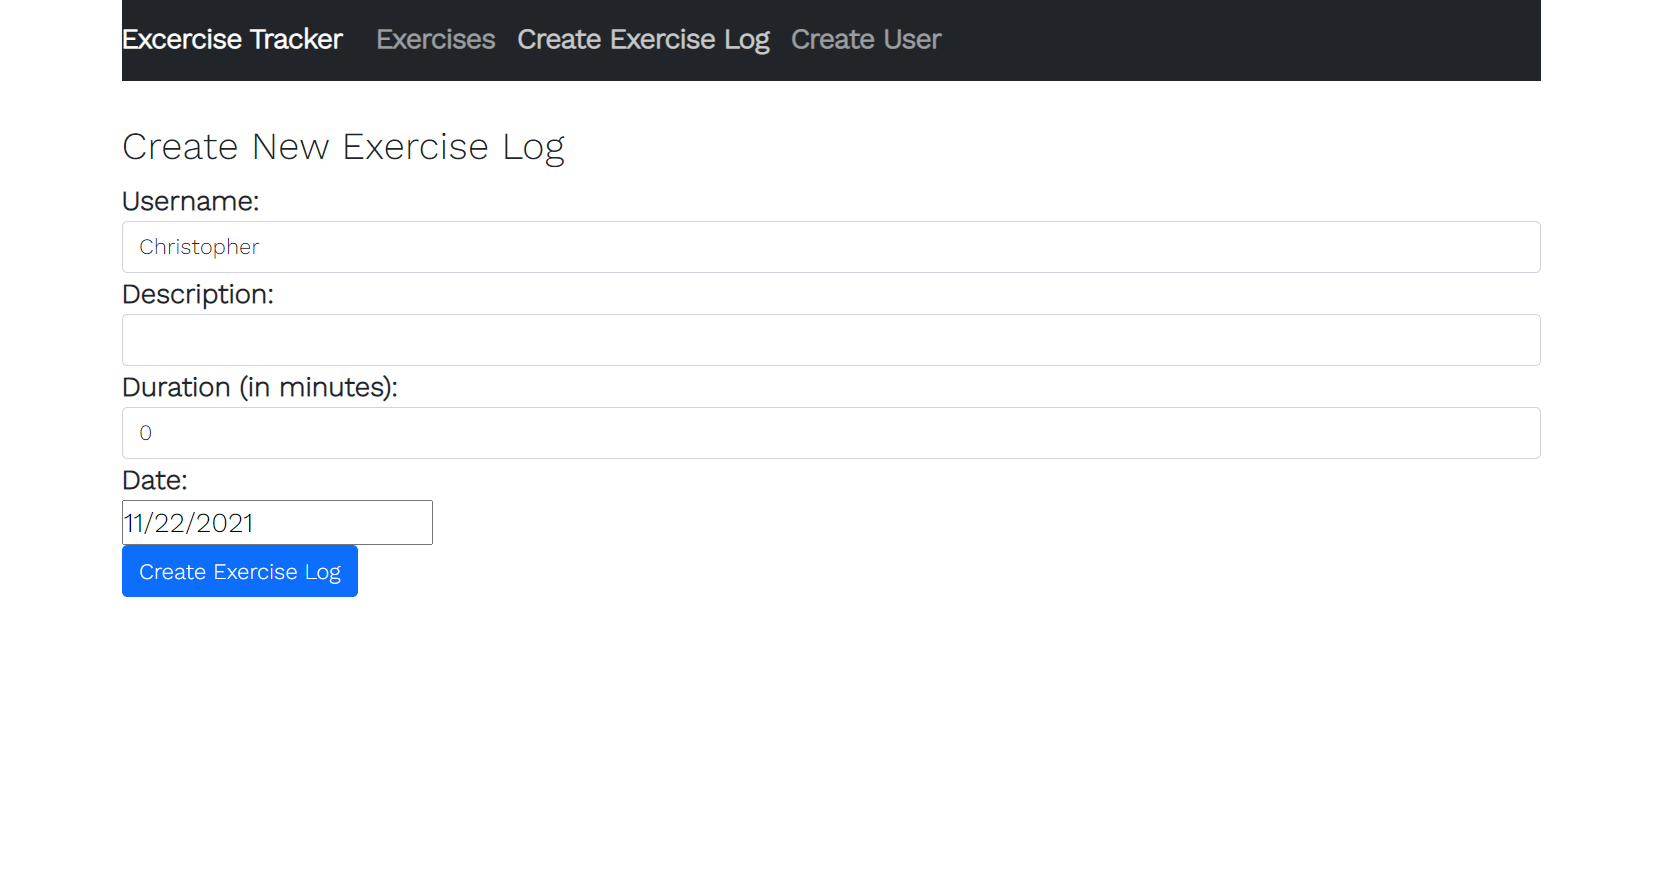 Excercise Tracker Exercises Create Exercise Log Create User
Create New Exercise Log
Username:
Christopher
Description:
Duration (in minutes):
0
Date:
11/22/2021
Create Exercise Log